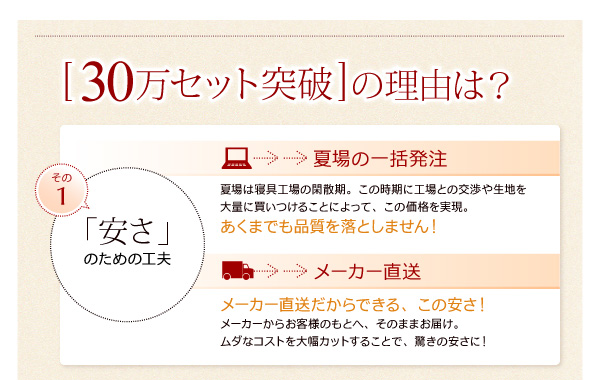 [30万セット突破]の理由は？
その
1
「安さ」
のための工夫
夏場の一括発注
夏場は寝具工場の閑散期。この時期に工場との交渉や生地を
大量に買いつけることによって、この価格を実現。
あくまでも品質を落としません！
メーカー直送
メーカー直送だからできる、この安さ！
メーカーからお客様のもとへ、そのままお届け。
ムダなコストを大幅カットすることで、驚きの安さに！